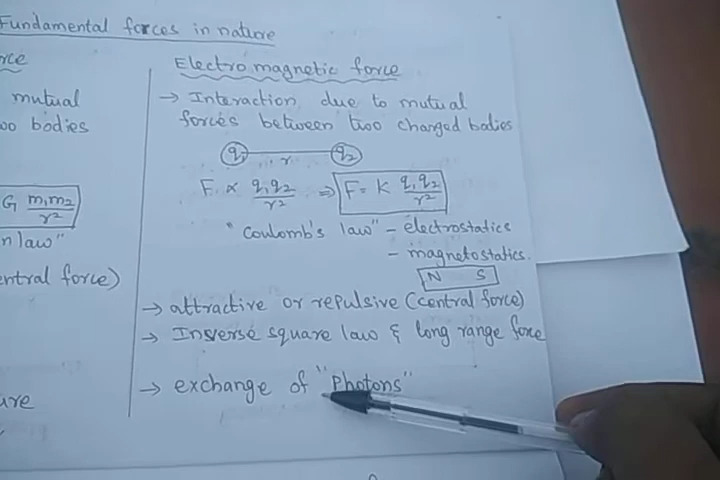 Fundamental forces in nature
rce
mutual
oo bodies
G m1m2/r2
n law"
entral force)
ure
Electromagnetic force
→ Interaction due to mutual
forces between two charged bodies
q1 r q2
F ∝ q1q2/r2 ⇒ F = K q1q2/r2
"Coulomb's law" - electrostatics
- magnetostatics.
N S
→ attractive or repulsive (central force)
→ Inverse square law & long range force
→ exchange of "Photons"